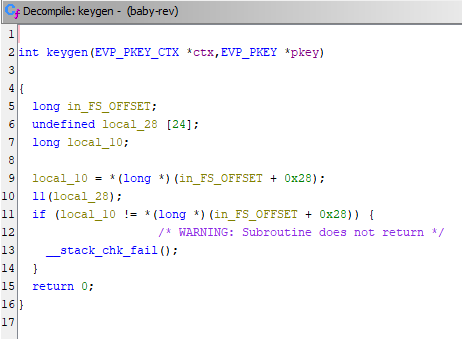 Decompile: keygen - (baby-rev)
1
2 int keygen(EVP_PKEY_CTX *ctx,EVP_PKEY *pkey)
3
4 {
5 long in_FS_OFFSET;
6 undefined local_28 [24];
7 long local_10;
8
9 local_10 = *(long *)(in_FS_OFFSET + 0x28);
10 ll(local_28);
11 if (local_10 != *(long *)(in_FS_OFFSET + 0x28)) {
12 /* WARNING: Subroutine does not return */
13 __stack_chk_fail();
14 }
15 return 0;
16 }
17